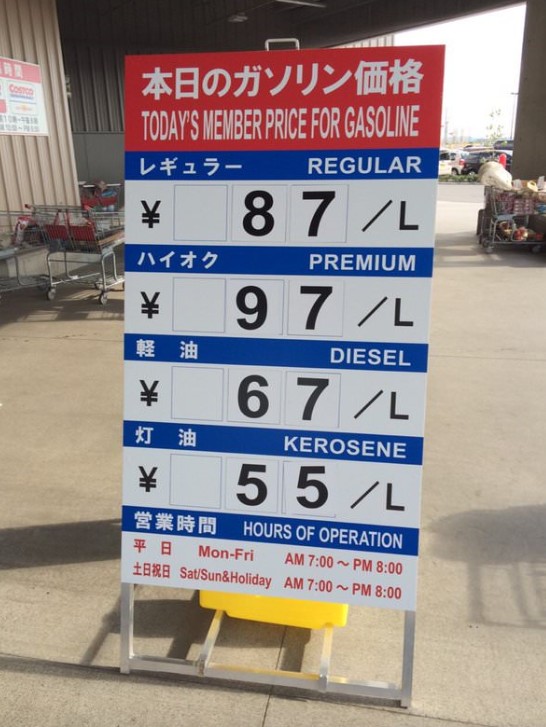 本日のガソリン価格
TODAY'S MEMBER PRICE FOR GASOLINE
レギュラー REGULAR
¥ 87/L
ハイオク PREMIUM
¥ 97/L
軽油 DIESEL
¥ 67/L
灯油 KEROSENE
¥ 55/L
営業時間 HOURS OF OPERATION
平日 Mon-Fri AM 7:00～PM 8:00
土日祝日 Sat/Sun&Holiday AM 7:00～PM 8:00
時間
COSTCO